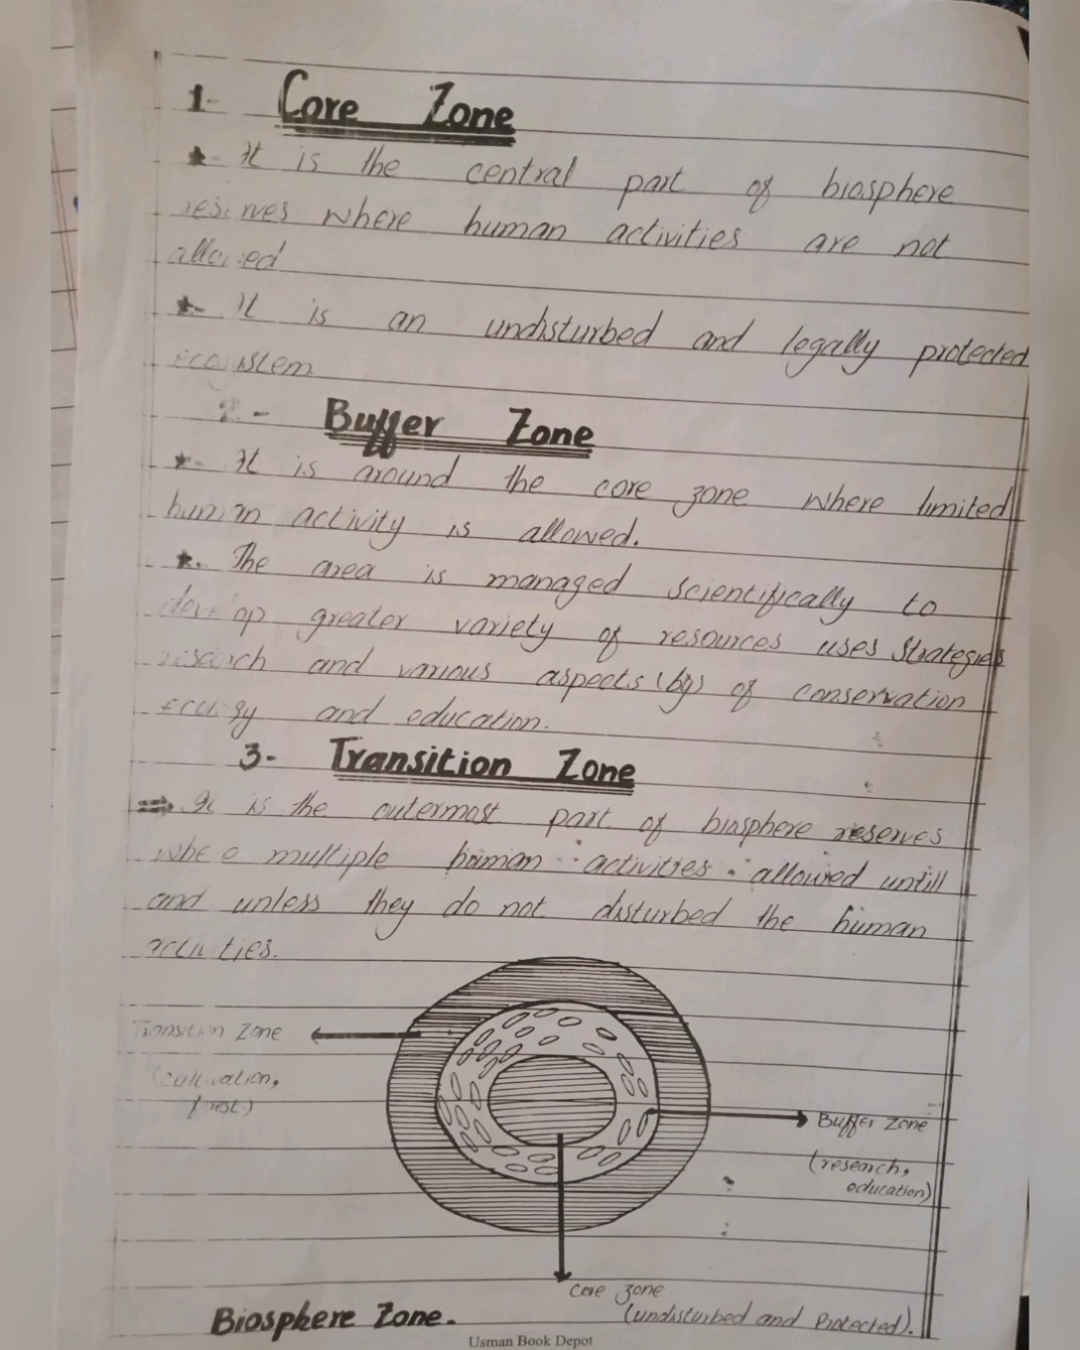 1- Core Zone
★ It is the central part of biosphere
reserves where human activities are not
allowed
★- It is an undisturbed and legally protected
Ecosystem
2- Buffer Zone
★- It is around the core zone where limited
human activity is allowed.
★. The area is managed scientifically to
develop greater variety of resources uses strategies
research and various aspects (by) of conservation
Ecology and education.
3- Transition Zone
⇒ It is the outermost part of biosphere reserves
where multiple human activities allowed untill
and unless they do not disturbed the human
activities.
Transition Zone
(cultivation,
forest.)
Buffer Zone
(research,
education)
Core zone
(undisturbed and Protected).
Biosphere Zone.
Usman Book Depot